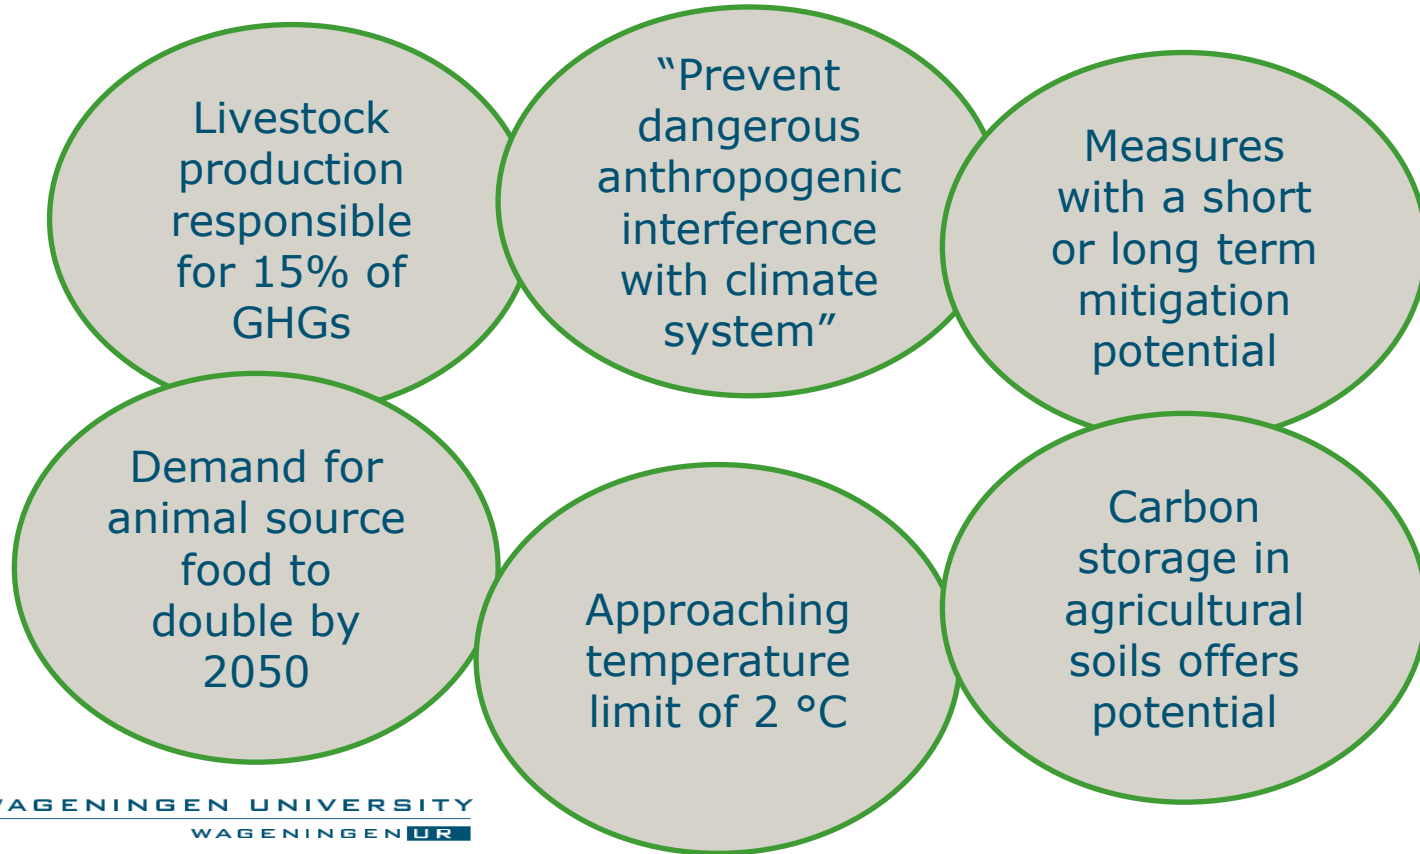 Livestock
production
responsible
for 15% of
GHGs
“Prevent
dangerous
anthropogenic
interference
with climate
system”
Measures
with a short
or long term
mitigation
potential
Demand for
animal source
food to
double by
2050
Approaching
temperature
limit of 2 °C
Carbon
storage in
agricultural
soils offers
potential
WAGENINGEN UNIVERSITY
WAGENINGEN UR